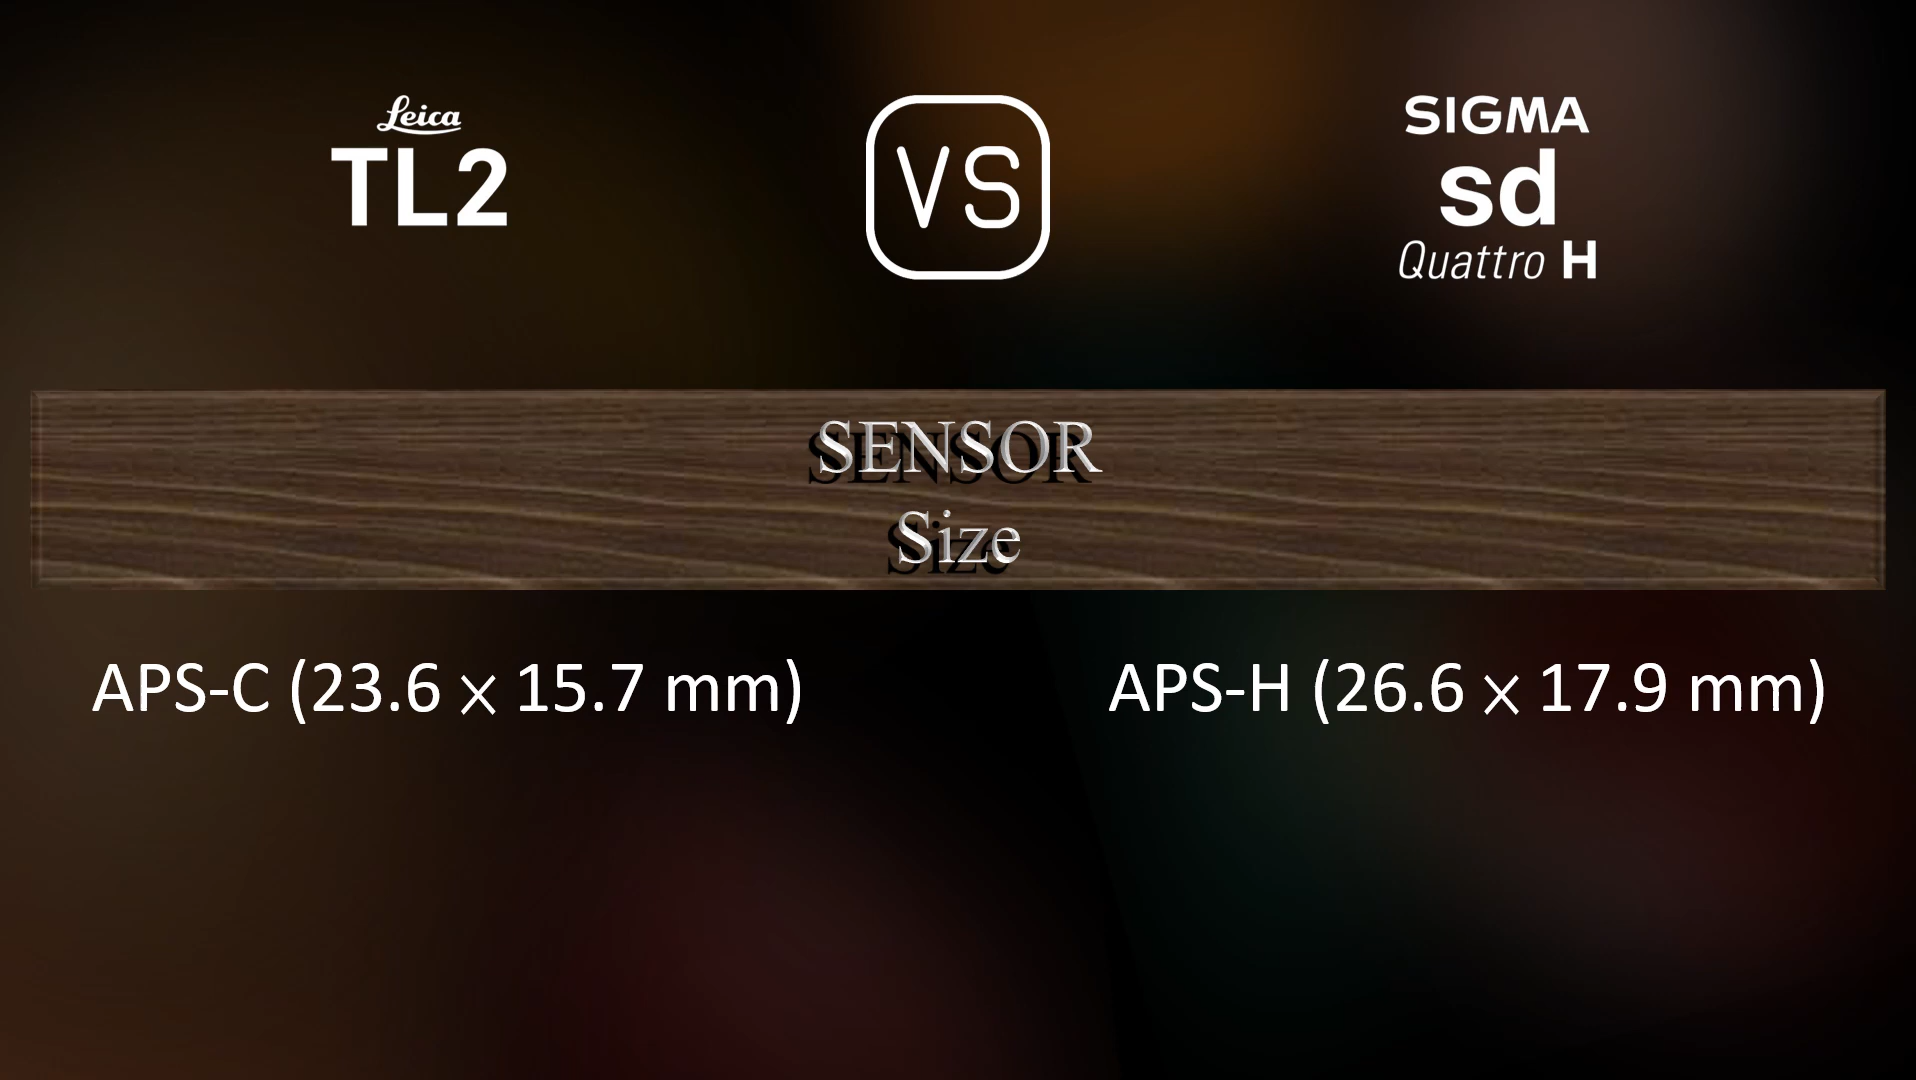 Leica
TL2
VS
SIGMA
sd
Quattro H
SENSOR
Size
APS-C (23.6 x 15.7 mm)
APS-H (26.6 x 17.9 mm)